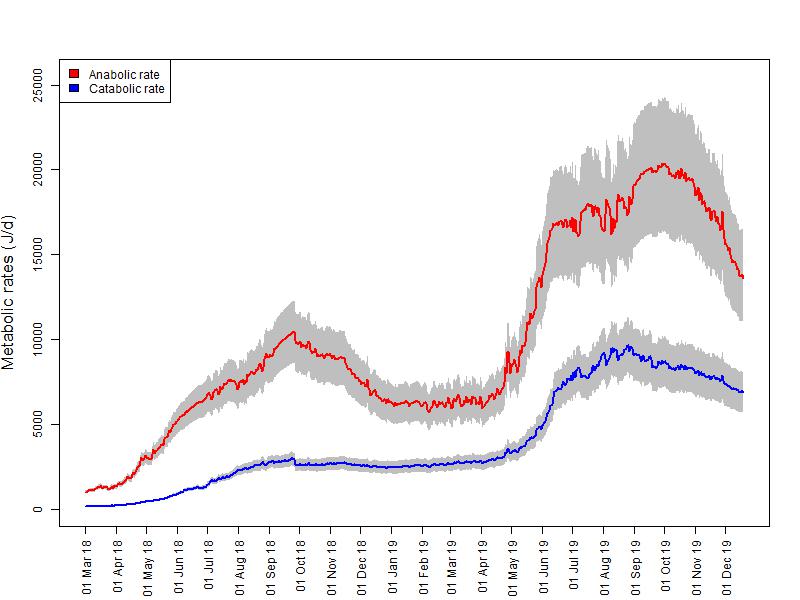 Anabolic rate
Catabolic rate
Metabolic rates (J/d)
25000
20000
15000
10000
5000
0
01 Mar 18
01 Apr 18
01 May 18
01 Jun 18
01 Jul 18
01 Aug 18
01 Sep 18
01 Oct 18
01 Nov 18
01 Dec 18
01 Jan 19
01 Feb 19
01 Mar 19
01 Apr 19
01 May 19
01 Jun 19
01 Jul 19
01 Aug 19
01 Sep 19
01 Oct 19
01 Nov 19
01 Dec 19